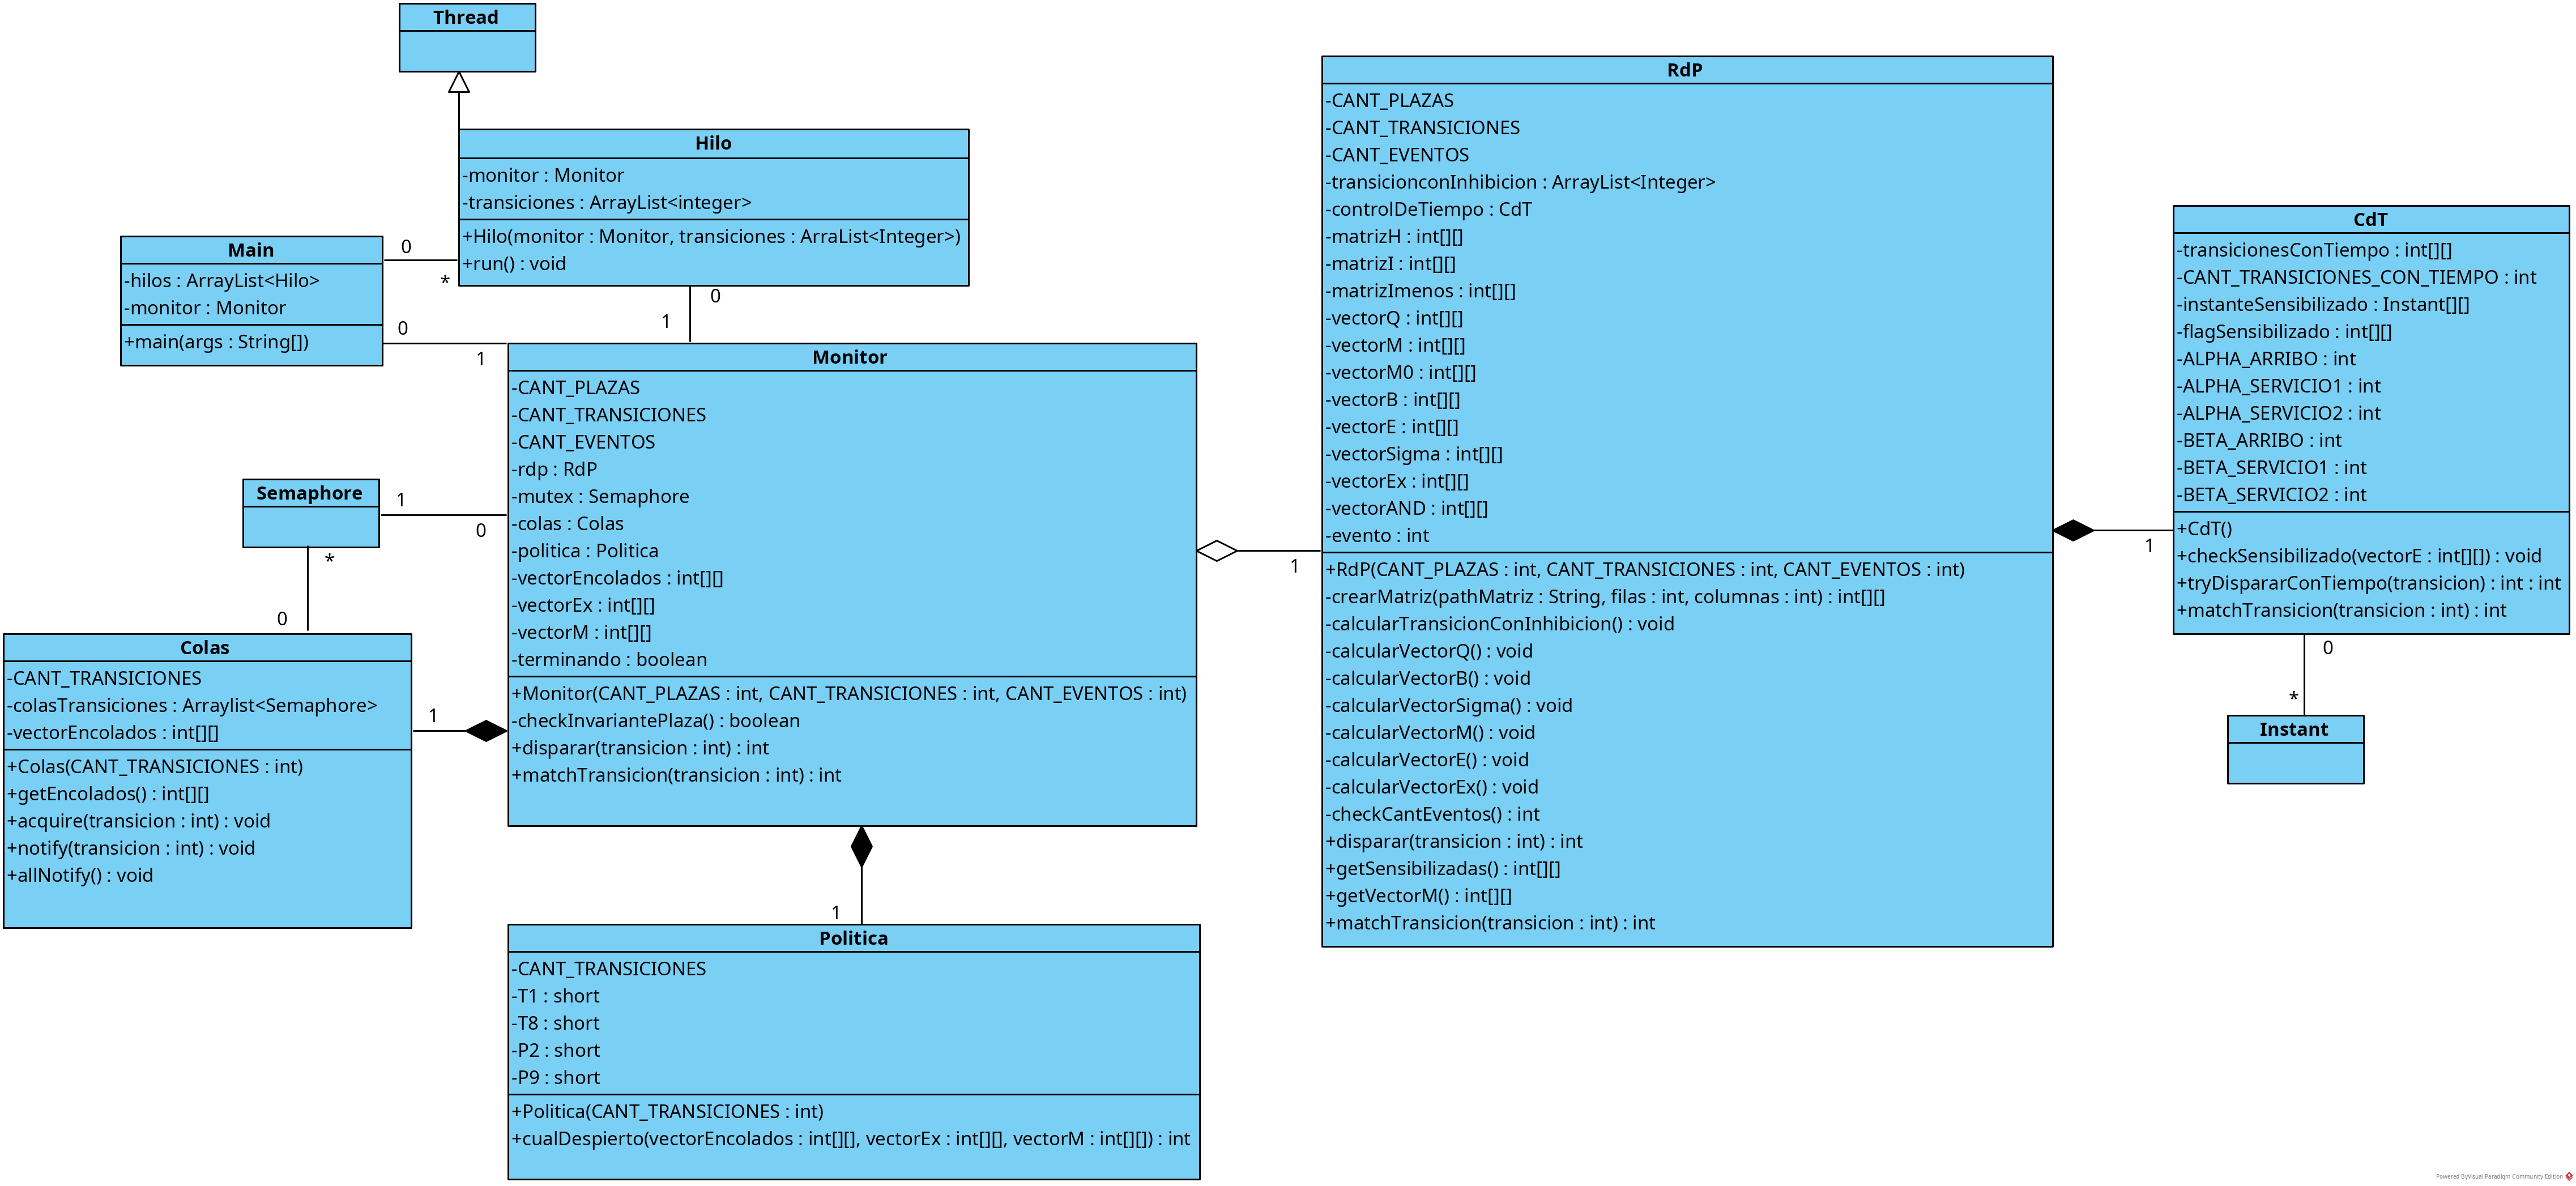 Thread
Hilo
-monitor : Monitor
-transiciones : ArrayList<integer>
+Hilo(monitor : Monitor, transiciones : ArraList<Integer>)
+run() : void
Main
-hilos : ArrayList<Hilo>
-monitor : Monitor
+main(args : String[])
0
*
0
1
0
1
Monitor
-CANT_PLAZAS
-CANT_TRANSICIONES
-CANT_EVENTOS
-rdp : RdP
-mutex : Semaphore
-colas : Colas
-politica : Politica
-vectorEncolados : int[][]
-vectorEx : int[][]
-vectorM : int[][]
-terminando : boolean
+Monitor(CANT_PLAZAS : int, CANT_TRANSICIONES : int, CANT_EVENTOS : int)
-checkInvariantePlaza() : boolean
+disparar(transicion : int) : int
+matchTransicion(transicion : int) : int
Semaphore
1
0
*
0
Colas
-CANT_TRANSICIONES
-colasTransiciones : Arraylist<Semaphore>
-vectorEncolados : int[][]
+Colas(CANT_TRANSICIONES : int)
+getEncolados() : int[][]
+acquire(transicion : int) : void
+notify(transicion : int) : void
+allNotify() : void
1
1
Politica
-CANT_TRANSICIONES
-T1 : short
-T8 : short
-P2 : short
-P9 : short
+Politica(CANT_TRANSICIONES : int)
+cualDespierto(vectorEncolados : int[][], vectorEx : int[][], vectorM : int[][]) : int
1
RdP
-CANT_PLAZAS
-CANT_TRANSICIONES
-CANT_EVENTOS
-transicionconInhibicion : ArrayList<Integer>
-controlDeTiempo : CdT
-matrizH : int[][]
-matrizI : int[][]
-matrizImenos : int[][]
-vectorQ : int[][]
-vectorM : int[][]
-vectorM0 : int[][]
-vectorB : int[][]
-vectorE : int[][]
-vectorSigma : int[][]
-vectorEx : int[][]
-vectorAND : int[][]
-evento : int
+RdP(CANT_PLAZAS : int, CANT_TRANSICIONES : int, CANT_EVENTOS : int)
-crearMatriz(pathMatriz : String, filas : int, columnas : int) : int[][]
-calcularTransicionConInhibicion() : void
-calcularVectorQ() : void
-calcularVectorB() : void
-calcularVectorSigma() : void
-calcularVectorM() : void
-calcularVectorE() : void
-calcularVectorEx() : void
-checkCantEventos() : int
+disparar(transicion : int) : int
+getSensibilizadas() : int[][]
+getVectorM() : int[][]
+matchTransicion(transicion : int) : int
1
CdT
-transicionesConTiempo : int[][]
-CANT_TRANSICIONES_CON_TIEMPO : int
-instanteSensibilizado : Instant[][]
-flagSensibilizado : int[][]
-ALPHA_ARRIBO : int
-ALPHA_SERVICIO1 : int
-ALPHA_SERVICIO2 : int
-BETA_ARRIBO : int
-BETA_SERVICIO1 : int
-BETA_SERVICIO2 : int
+CdT()
+checkSensibilizado(vectorE : int[][]) : void
+tryDispararConTiempo(transicion) : int : int
+matchTransicion(transicion : int) : int
0
*
Instant
Powered ByVisual Paradigm Community Edition